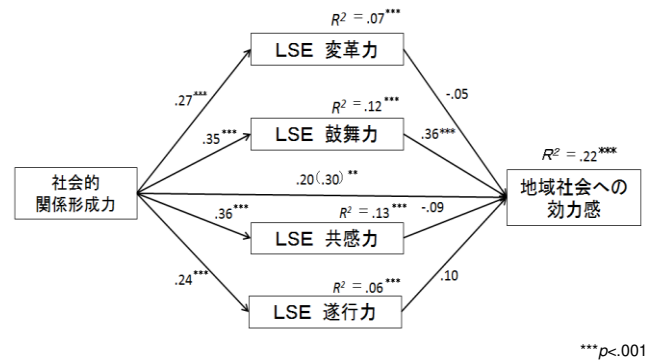 R² = .07***
LSE 変革力
.27***
-.05
R² = .12***
LSE 鼓舞力
.35***
.36***
R² = .22***
社会的
関係形成力
.20(.30)**
地域社会への
効力感
.36***
R² = .13***
-.09
LSE 共感力
.24***
R² = .06***
.10
LSE 遂行力
***p<.001